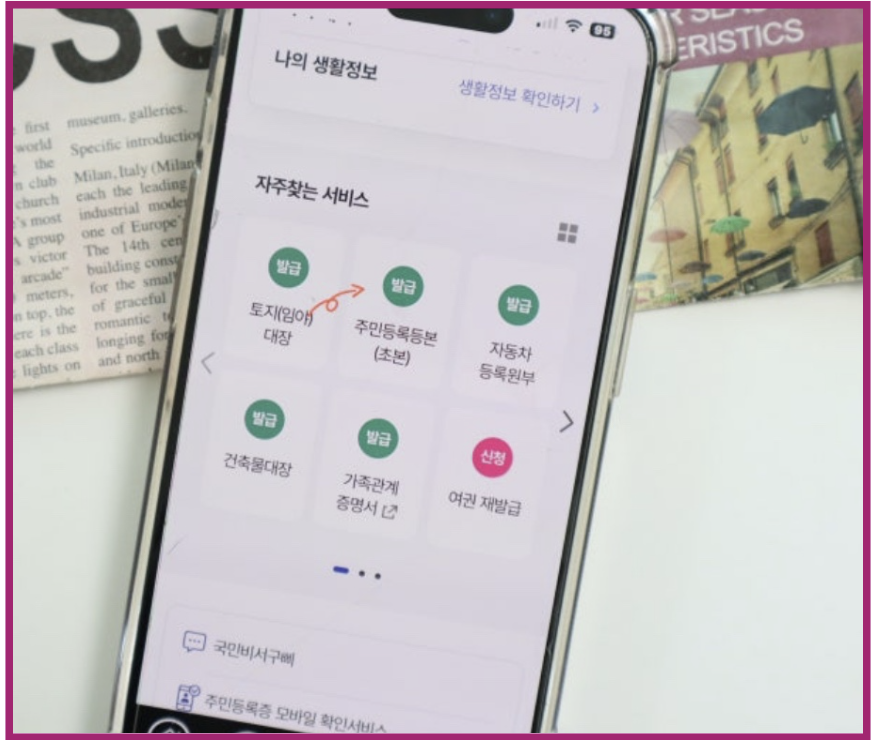 first museum, galleries.
world Specific introduction
the Milan, Italy (Milan
club each the leading
church industrial
most one of Europe's
group The 14th
victor building
arcade" for the small
meters, of graceful
top, the romantic
ere is the longing for
each class and north
lights on
ERISTICS
95
나의 생활정보
생활정보 확인하기 >
자주찾는 서비스
발급
토지(임야)
대장
발급
주민등록등본
(초본)
발급
자동차
등록원부
발급
건축물대장
발급
가족관계
증명서
신청
여권 재발급
국민비서구삐
주민등록증 모바일 확인서비스